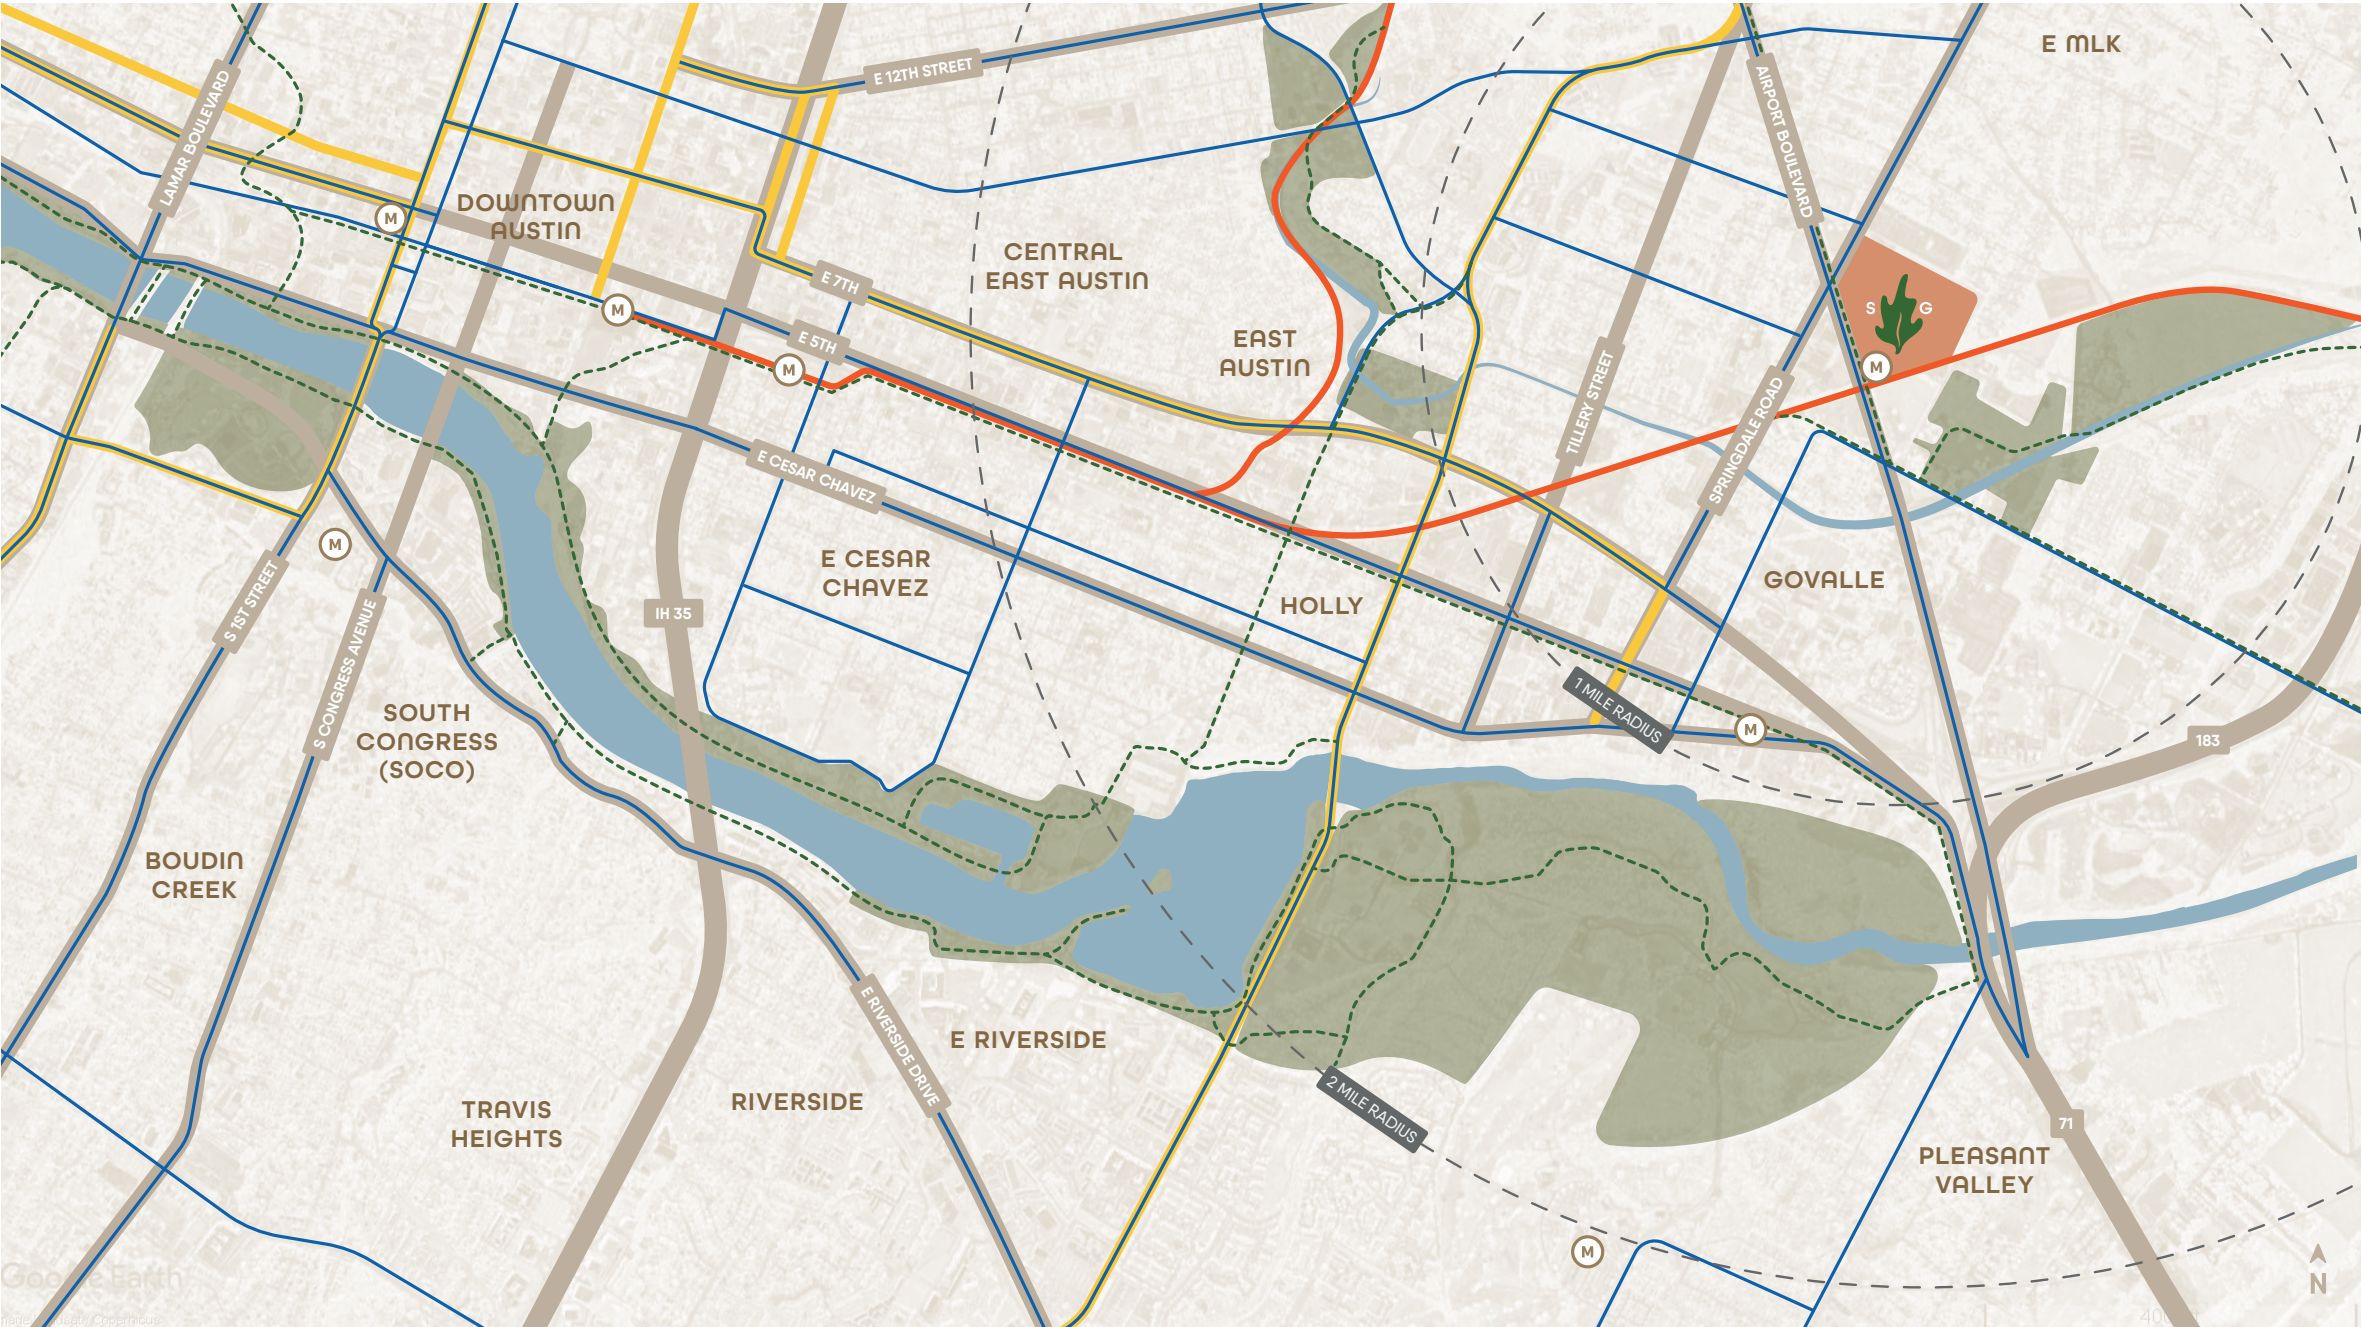 E MLK
E 12TH STREET
AIRPORT BOULEVARD
LAMAR BOULEVARD
DOWNTOWN
AUSTIN
M
CENTRAL
EAST AUSTIN
E 7TH
S G
M
E 5TH
EAST
AUSTIN
M
M
TILLERY STREET
SPRINGDALE ROAD
E CESAR CHAVEZ
M
E CESAR
CHAVEZ
GOVALLE
HOLLY
S 1ST STREET
IH 35
S CONGRESS AVENUE
1 MILE RADIUS
SOUTH
CONGRESS
(SOCO)
M
183
BOUDIN
CREEK
E RIVERSIDE DRIVE
E RIVERSIDE
RIVERSIDE
2 MILE RADIUS
TRAVIS
HEIGHTS
71
PLEASANT
VALLEY
M
N
Google Earth